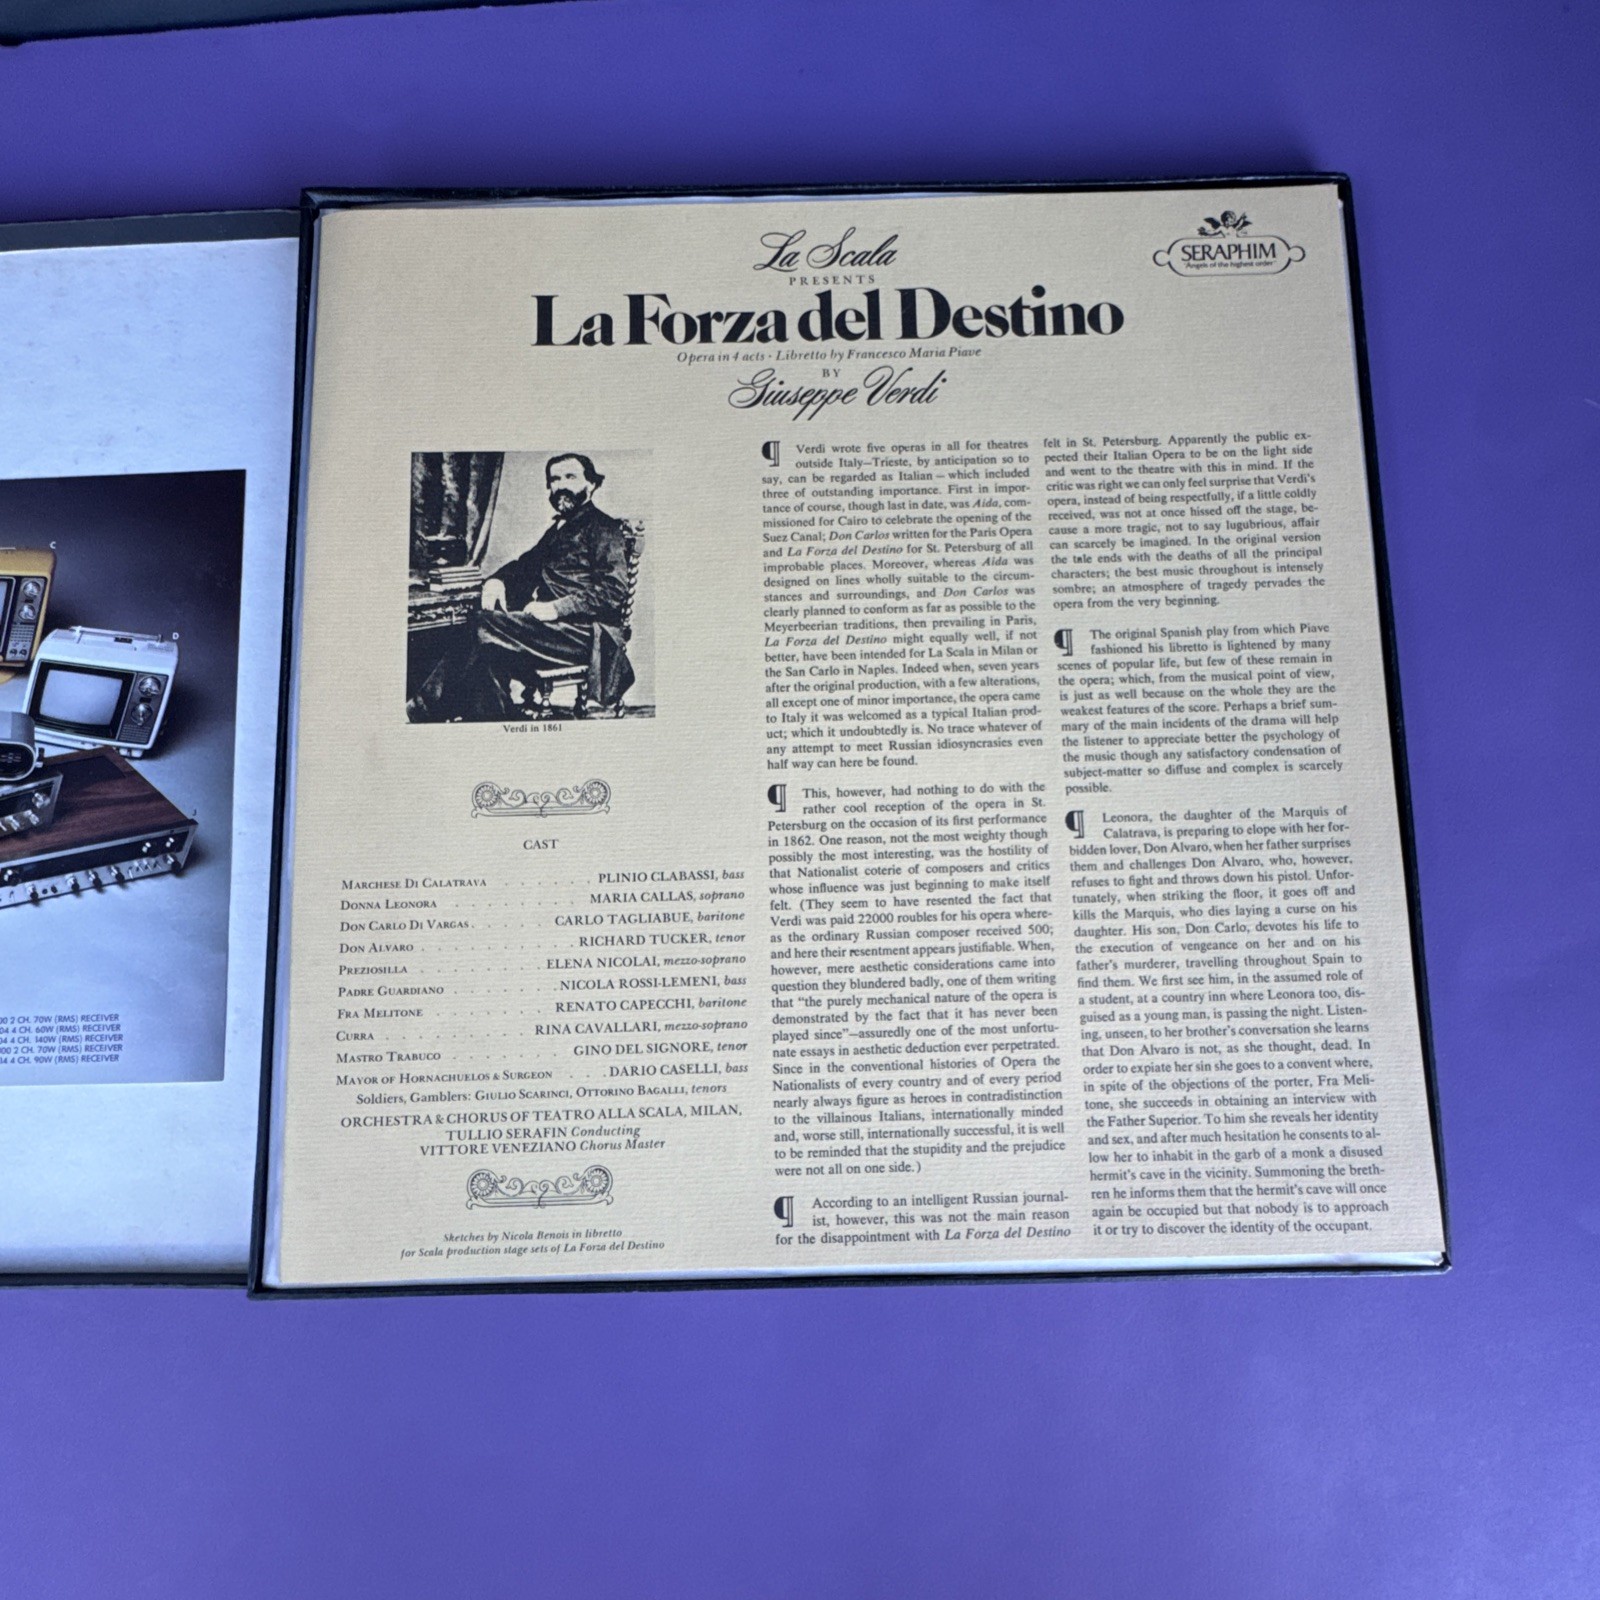 C
D
J
00 2 CH. 70W (RMS) RECEIVER
04 4 CH. 60W (RMS) RECEIVER
04 4 CH. 140W (RMS) RECEIVER
000 2 CH. 70W (RMS) RECEIVER
4 4 CH. 90W (RMS) RECEIVER
La Scala
PRESENTS
La Forza del Destino
Opera in 4 acts · Libretto by Francesco Maria Piave
BY
Giuseppe Verdi
SERAPHIM
"Angels of the highest order"
Verdi in 1861
CAST
MARCHESE DI CALATRAVA . . . . . . PLINIO CLABASSI, bass
DONNA LEONORA . . . . . . . . MARIA CALLAS, soprano
DON CARLO DI VARGAS . . . . . CARLO TAGLIABUE, baritone
DON ALVARO . . . . . . . . . . RICHARD TUCKER, tenor
PREZIOSILLA . . . . . . . ELENA NICOLAI, mezzo-soprano
PADRE GUARDIANO . . . . . . . NICOLA ROSSI-LEMENI, bass
FRA MELITONE . . . . . . . RENATO CAPECCHI, baritone
CURRA . . . . . . . . RINA CAVALLARI, mezzo-soprano
MASTRO TRABUCO . . . . . . . . GINO DEL SIGNORE, tenor
MAYOR OF HORNACHUELOS & SURGEON . . . DARIO CASELLI, bass
Soldiers, Gamblers: GIULIO SCARINCI, OTTORINO BAGALLI, tenors
ORCHESTRA & CHORUS OF TEATRO ALLA SCALA, MILAN,
TULLIO SERAFIN Conducting
VITTORE VENEZIANO Chorus Master
Sketches by Nicola Benois in libretto
for Scala production stage sets of La Forza del Destino
¶ Verdi wrote five operas in all for theatres
outside Italy—Trieste, by anticipation so to
say, can be regarded as Italian — which included
three of outstanding importance. First in impor-
tance of course, though last in date, was Aida, com-
missioned for Cairo to celebrate the opening of the
Suez Canal; Don Carlos written for the Paris Opera
and La Forza del Destino for St. Petersburg of all
improbable places. Moreover, whereas Aida was
designed on lines wholly suitable to the circum-
stances and surroundings, and Don Carlos was
clearly planned to conform as far as possible to the
Meyerbeerian traditions, then prevailing in Paris,
La Forza del Destino might equally well, if not
better, have been intended for La Scala in Milan or
the San Carlo in Naples. Indeed when, seven years
after the original production, with a few alterations,
all except one of minor importance, the opera came
to Italy it was welcomed as a typical Italian prod-
uct; which it undoubtedly is. No trace whatever of
any attempt to meet Russian idiosyncrasies even
half way can here be found.
¶ This, however, had nothing to do with the
rather cool reception of the opera in St.
Petersburg on the occasion of its first performance
in 1862. One reason, not the most weighty though
possibly the most interesting, was the hostility of
that Nationalist coterie of composers and critics
whose influence was just beginning to make itself
felt. (They seem to have resented the fact that
Verdi was paid 22000 roubles for his opera where-
as the ordinary Russian composer received 500;
and here their resentment appears justifiable. When,
however, mere aesthetic considerations came into
question they blundered badly, one of them writing
that "the purely mechanical nature of the opera is
demonstrated by the fact that it has never been
played since"—assuredly one of the most unfortu-
nate essays in aesthetic deduction ever perpetrated.
Since in the conventional histories of Opera the
Nationalists of every country and of every period
nearly always figure as heroes in contradistinction
to the villainous Italians, internationally minded
and, worse still, internationally successful, it is well
to be reminded that the stupidity and the prejudice
were not all on one side.)
¶ According to an intelligent Russian journal-
ist, however, this was not the main reason
for the disappointment with La Forza del Destino
felt in St. Petersburg. Apparently the public ex-
pected their Italian Opera to be on the light side
and went to the theatre with this in mind. If the
critic was right we can only feel surprise that Verdi's
opera, instead of being respectfully, if a little coldly
received, was not at once hissed off the stage, be-
cause a more tragic, not to say lugubrious, affair
can scarcely be imagined. In the original version
the tale ends with the deaths of all the principal
characters; the best music throughout is intensely
sombre; an atmosphere of tragedy pervades the
opera from the very beginning.
¶ The original Spanish play from which Piave
fashioned his libretto is lightened by many
scenes of popular life, but few of these remain in
the opera; which, from the musical point of view,
is just as well because on the whole they are the
weakest features of the score. Perhaps a brief sum-
mary of the main incidents of the drama will help
the listener to appreciate better the psychology of
the music though any satisfactory condensation of
subject-matter so diffuse and complex is scarcely
possible.
¶ Leonora, the daughter of the Marquis of
Calatrava, is preparing to elope with her for-
bidden lover, Don Alvaro, when her father surprises
them and challenges Don Alvaro, who, however,
refuses to fight and throws down his pistol. Unfor-
tunately, when striking the floor, it goes off and
kills the Marquis, who dies laying a curse on his
daughter. His son, Don Carlo, devotes his life to
the execution of vengeance on her and on his
father's murderer, travelling throughout Spain to
find them. We first see him, in the assumed role of
a student, at a country inn where Leonora too, dis-
guised as a young man, is passing the night. Listen-
ing, unseen, to her brother's conversation she learns
that Don Alvaro is not, as she thought, dead. In
order to expiate her sin she goes to a convent where,
in spite of the objections of the porter, Fra Meli-
tone, she succeeds in obtaining an interview with
the Father Superior. To him she reveals her identity
and sex, and after much hesitation he consents to al-
low her to inhabit in the garb of a monk a disused
hermit's cave in the vicinity. Summoning the breth-
ren he informs them that the hermit's cave will once
again be occupied but that nobody is to approach
it or try to discover the identity of the occupant.